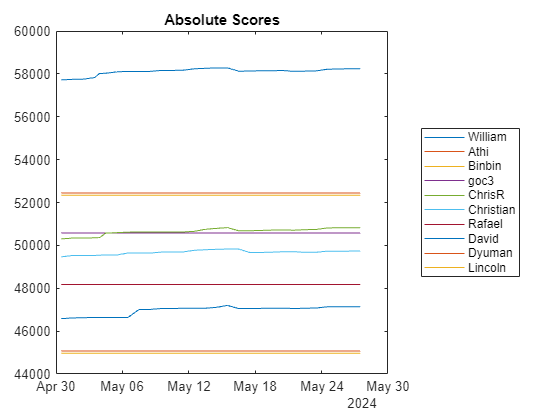 Absolute Scores
60000
58000
56000
54000
52000
50000
48000
46000
44000
Apr 30
May 06
May 12
May 18
May 24
May 30
2024
William
Athi
Binbin
goc3
ChrisR
Christian
Rafael
David
Dyuman
Lincoln